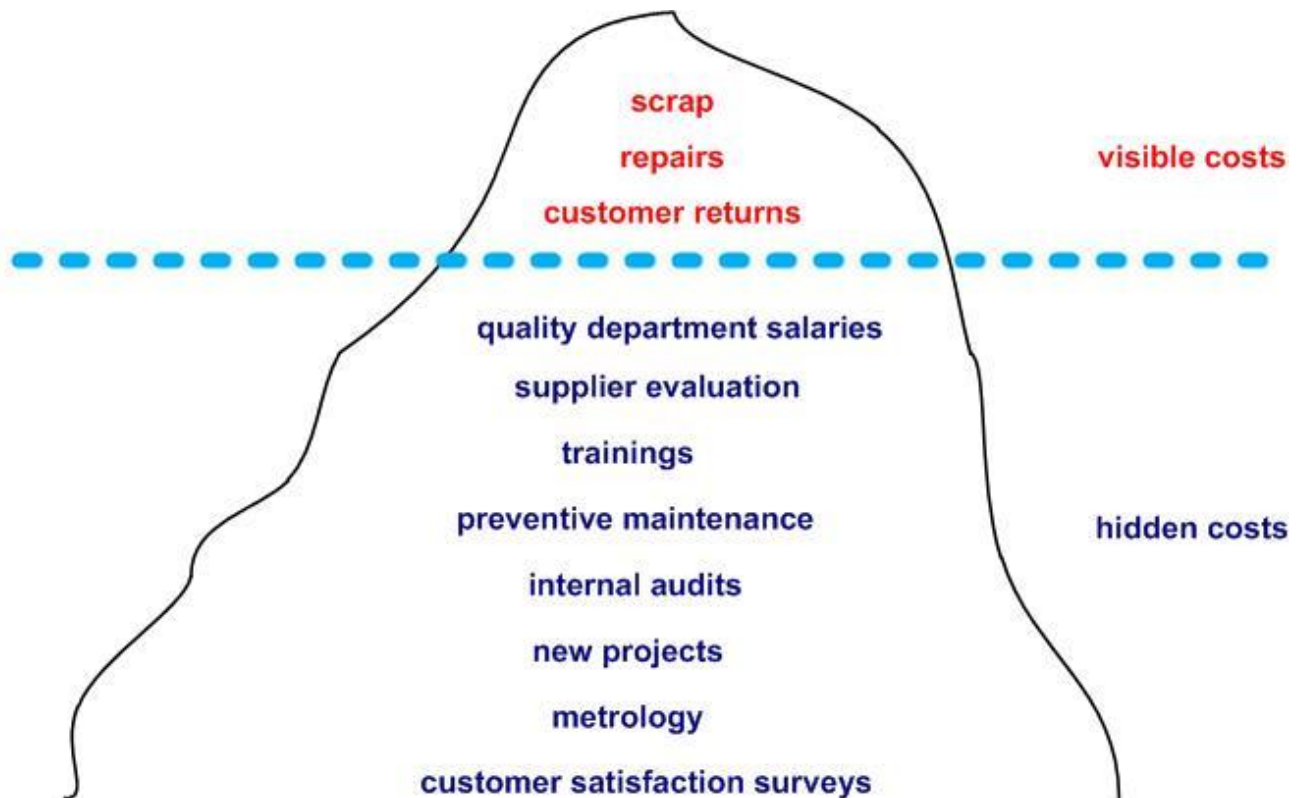 scrap
repairs
visible costs
customer returns
quality department salaries
supplier evaluation
trainings
preventive maintenance
hidden costs
internal audits
new projects
metrology
customer satisfaction surveys